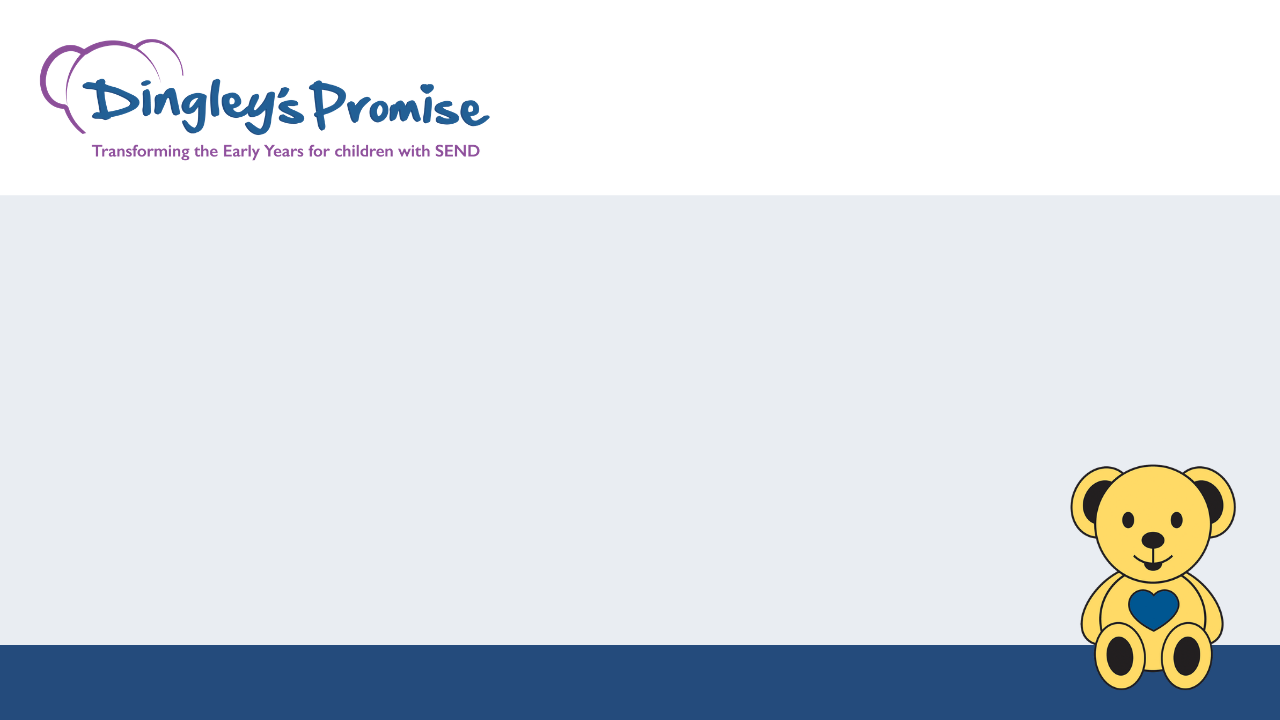 Dingley's Promise
Transforming the Early Years for children with SEND